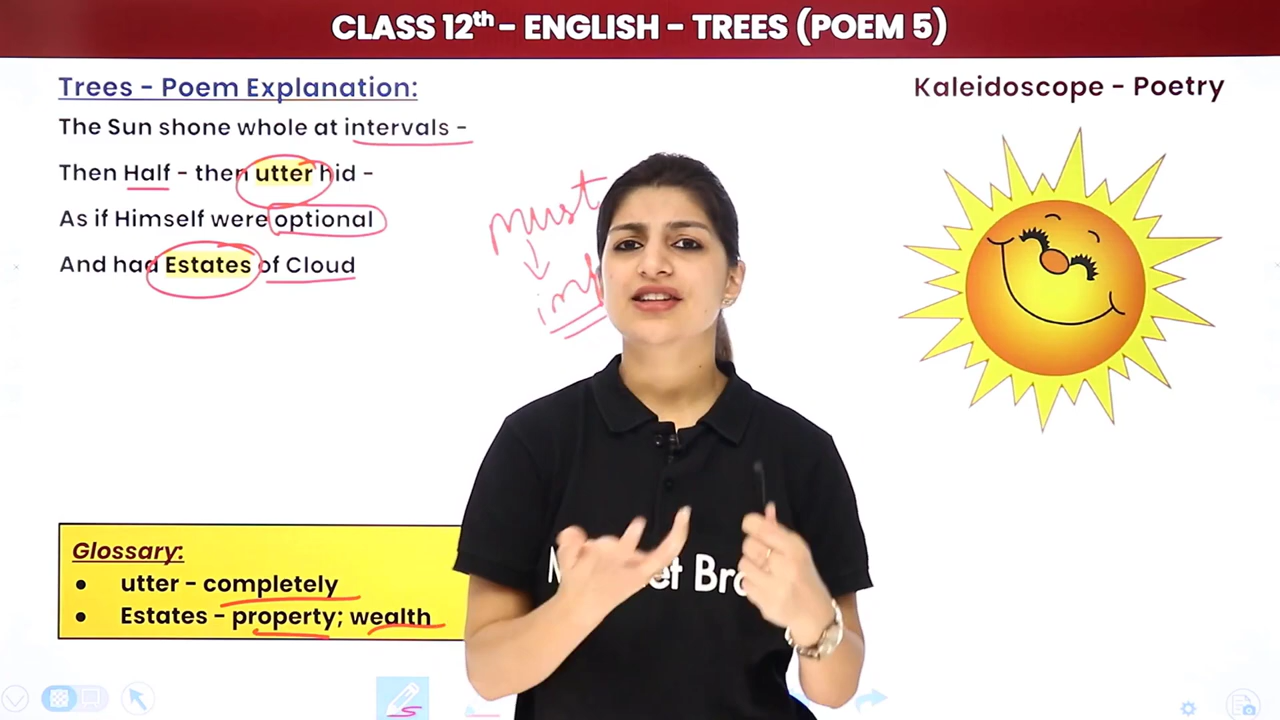 CLASS 12th - ENGLISH - TREES (POEM 5)
Trees - Poem Explanation:
Kaleidoscope - Poetry
The Sun shone whole at intervals -
Then Half - then utter hid -
As if Himself were optional
And had Estates of Cloud
must
Glossary:
● utter - completely
● Estates - property; wealth